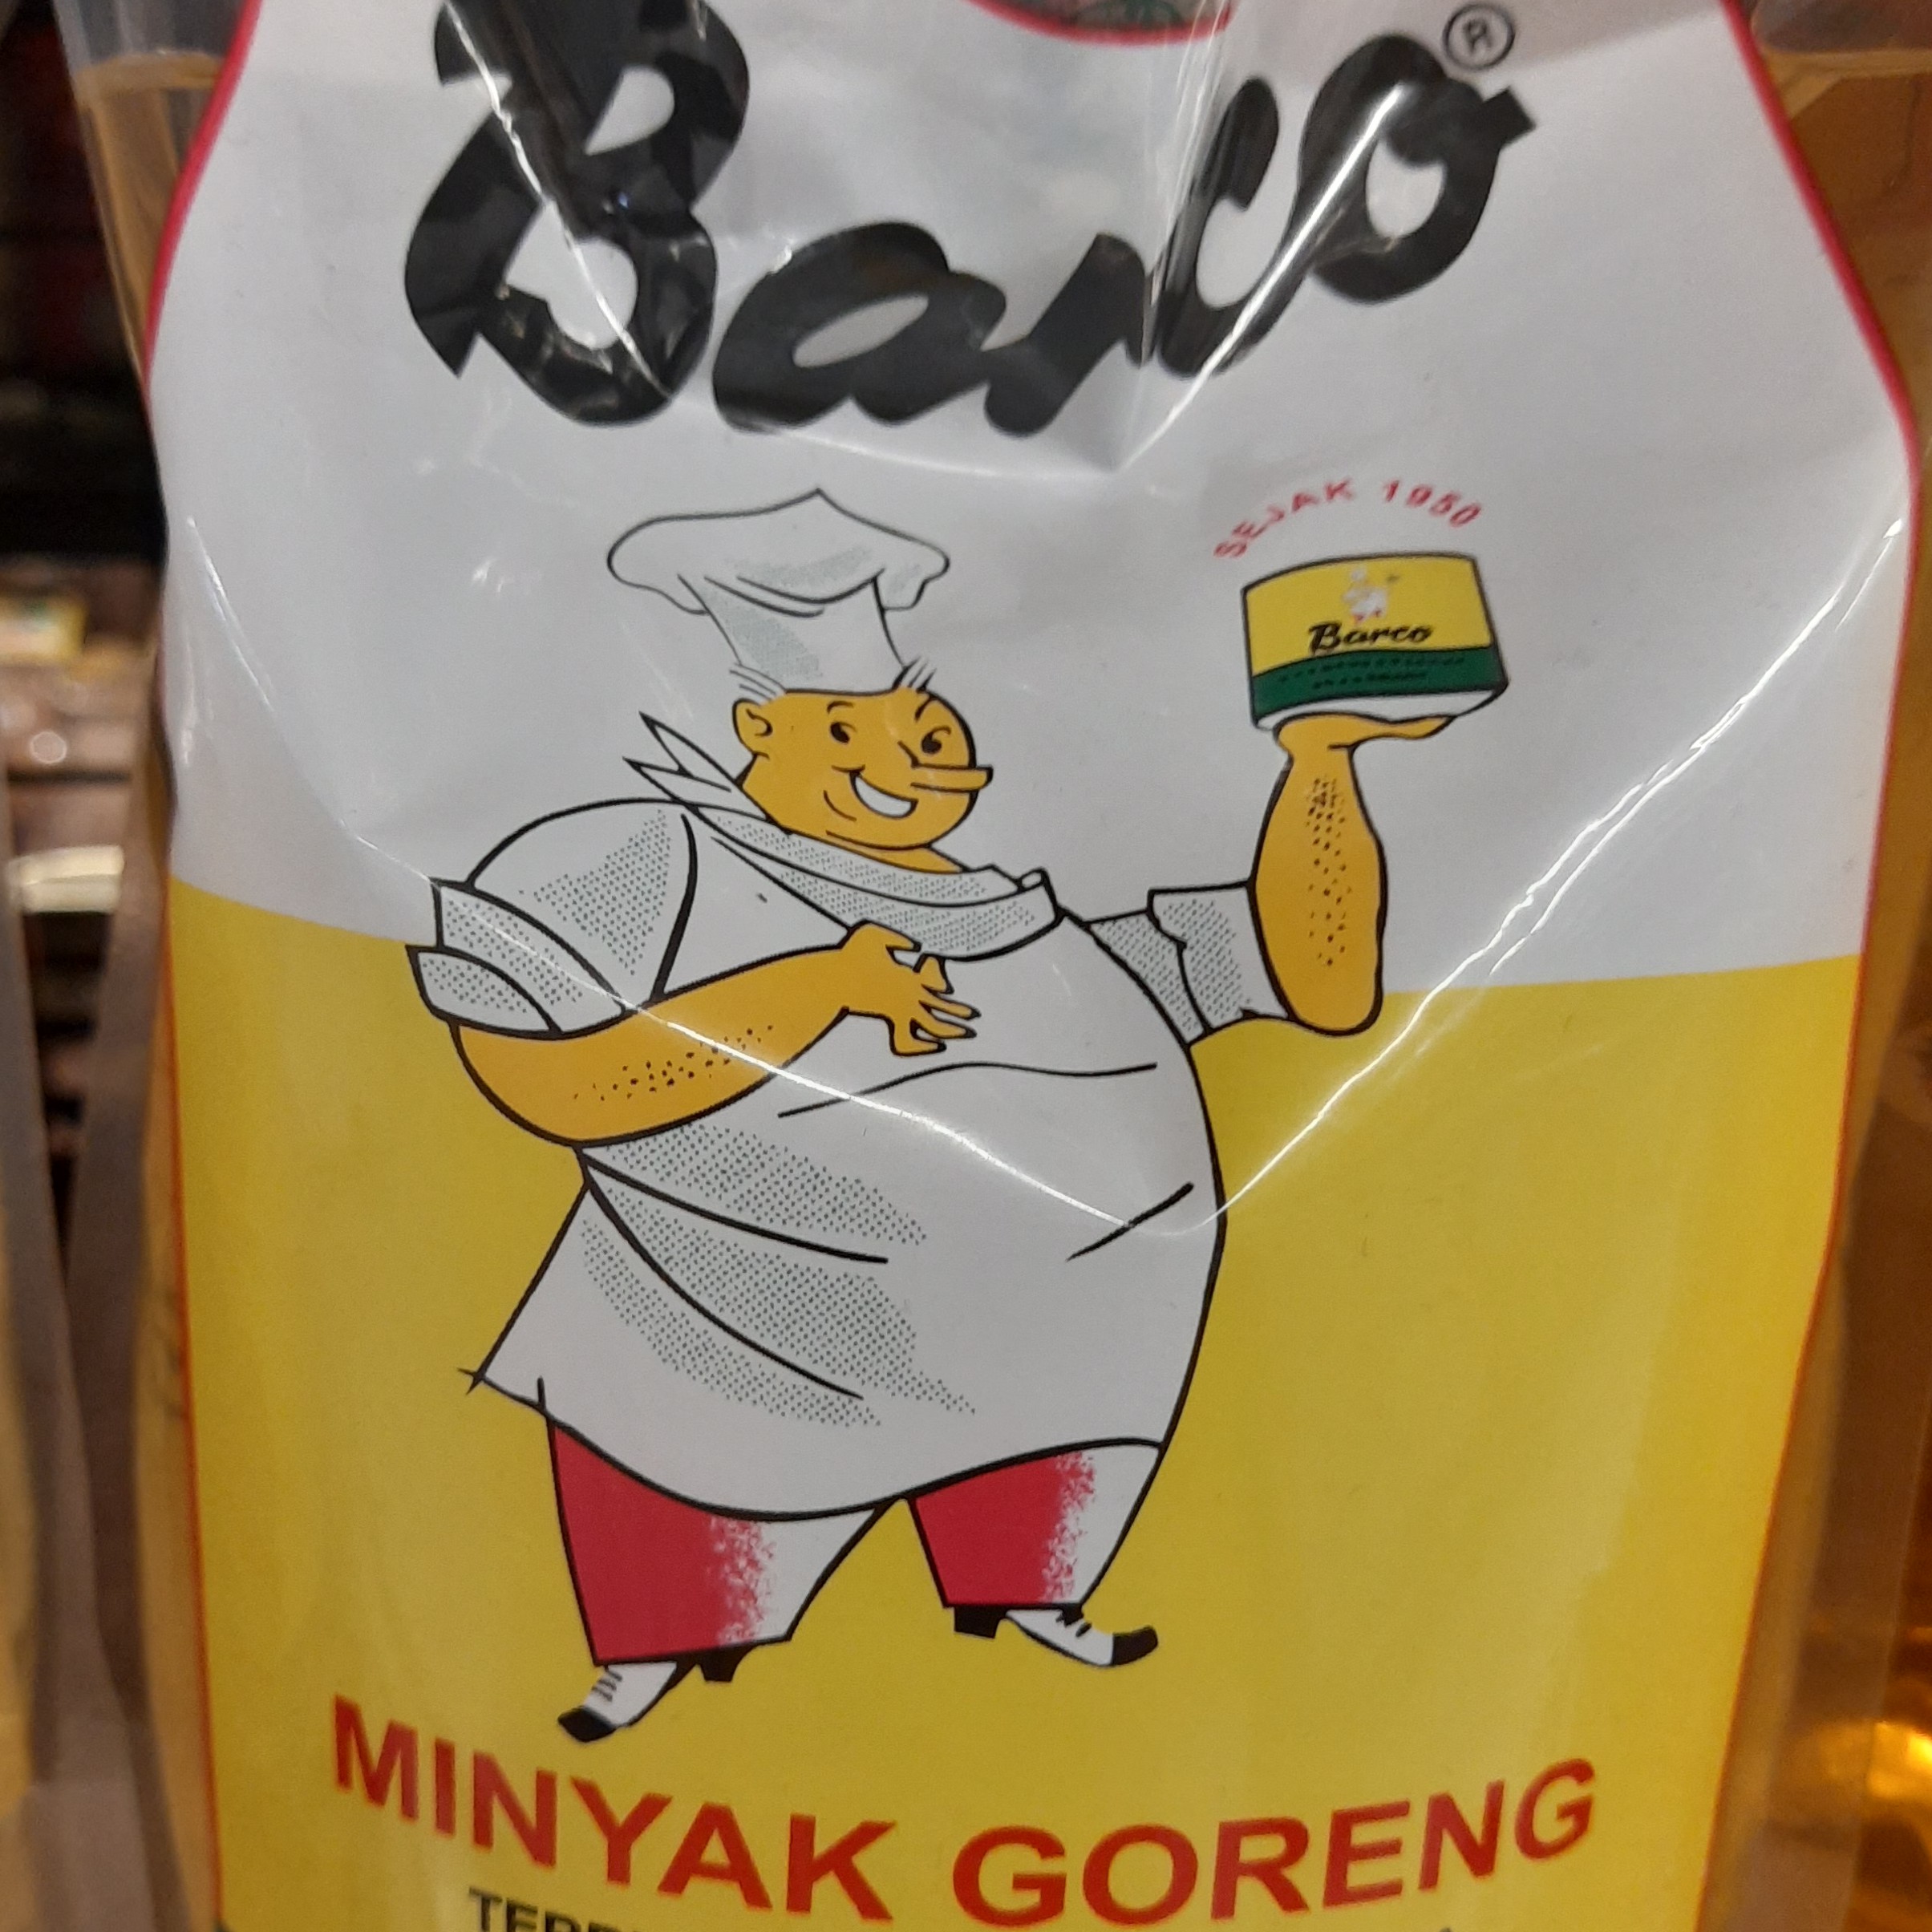 Barco ®
SEJAK 1950
Barco
MINYAK GORENG